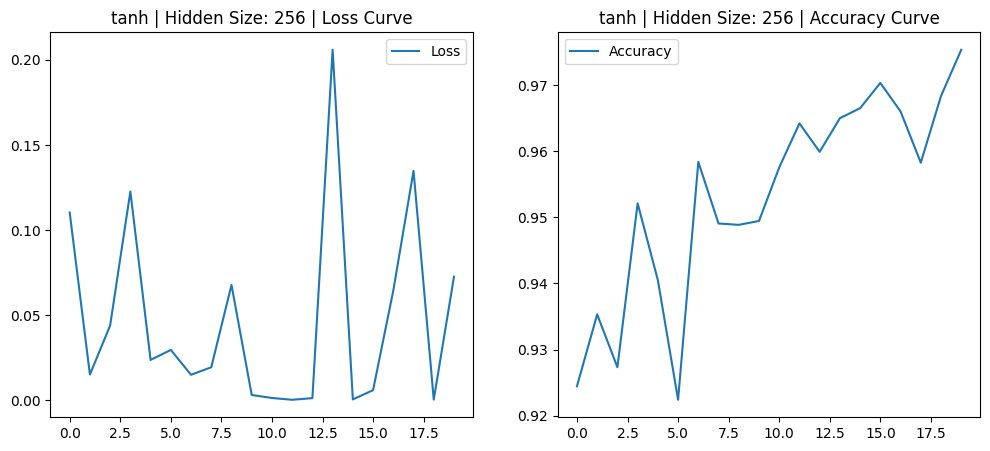 tanh | Hidden Size: 256 | Loss Curve
Loss
0.20
0.15
0.10
0.05
0.00
0.0 2.5 5.0 7.5 10.0 12.5 15.0 17.5
tanh | Hidden Size: 256 | Accuracy Curve
Accuracy
0.97
0.96
0.95
0.94
0.93
0.92
0.0 2.5 5.0 7.5 10.0 12.5 15.0 17.5